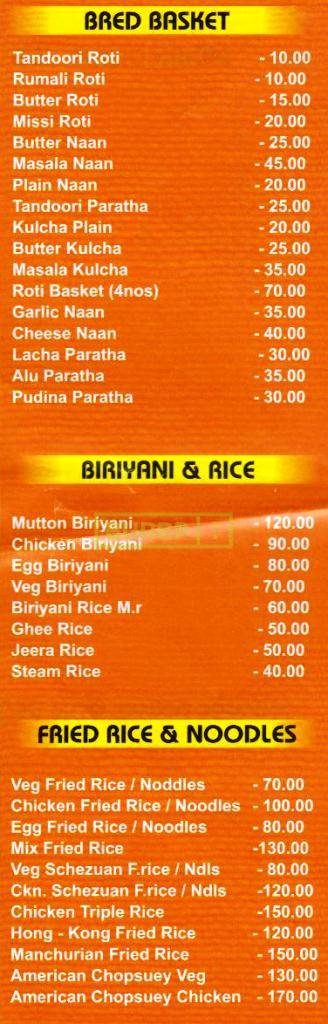 BRED BASKET
Tandoori Roti - 10.00
Rumali Roti - 10.00
Butter Roti - 15.00
Missi Roti - 20.00
Butter Naan - 25.00
Masala Naan - 45.00
Plain Naan - 20.00
Tandoori Paratha - 25.00
Kulcha Plain - 20.00
Butter Kulcha - 25.00
Masala Kulcha - 35.00
Roti Basket (4nos) - 70.00
Garlic Naan - 35.00
Cheese Naan - 40.00
Lacha Paratha - 30.00
Alu Paratha - 35.00
Pudina Paratha - 30.00
BIRIYANI & RICE
Mutton Biriyani - 120.00
Chicken Biriyani - 90.00
Egg Biriyani - 80.00
Veg Biriyani - 70.00
Biriyani Rice M.r - 60.00
Ghee Rice - 50.00
Jeera Rice - 50.00
Steam Rice - 40.00
FRIED RICE & NOODLES
Veg Fried Rice / Noddles - 70.00
Chicken Fried Rice / Noodles - 100.00
Egg Fried Rice / Noodles - 80.00
Mix Fried Rice -130.00
Veg Schezuan F.rice / Ndls - 80.00
Ckn. Schezuan F.rice / Ndls -120.00
Chicken Triple Rice -150.00
Hong - Kong Fried Rice - 120.00
Manchurian Fried Rice - 150.00
American Chopsuey Veg - 130.00
American Chopsuey Chicken - 170.00